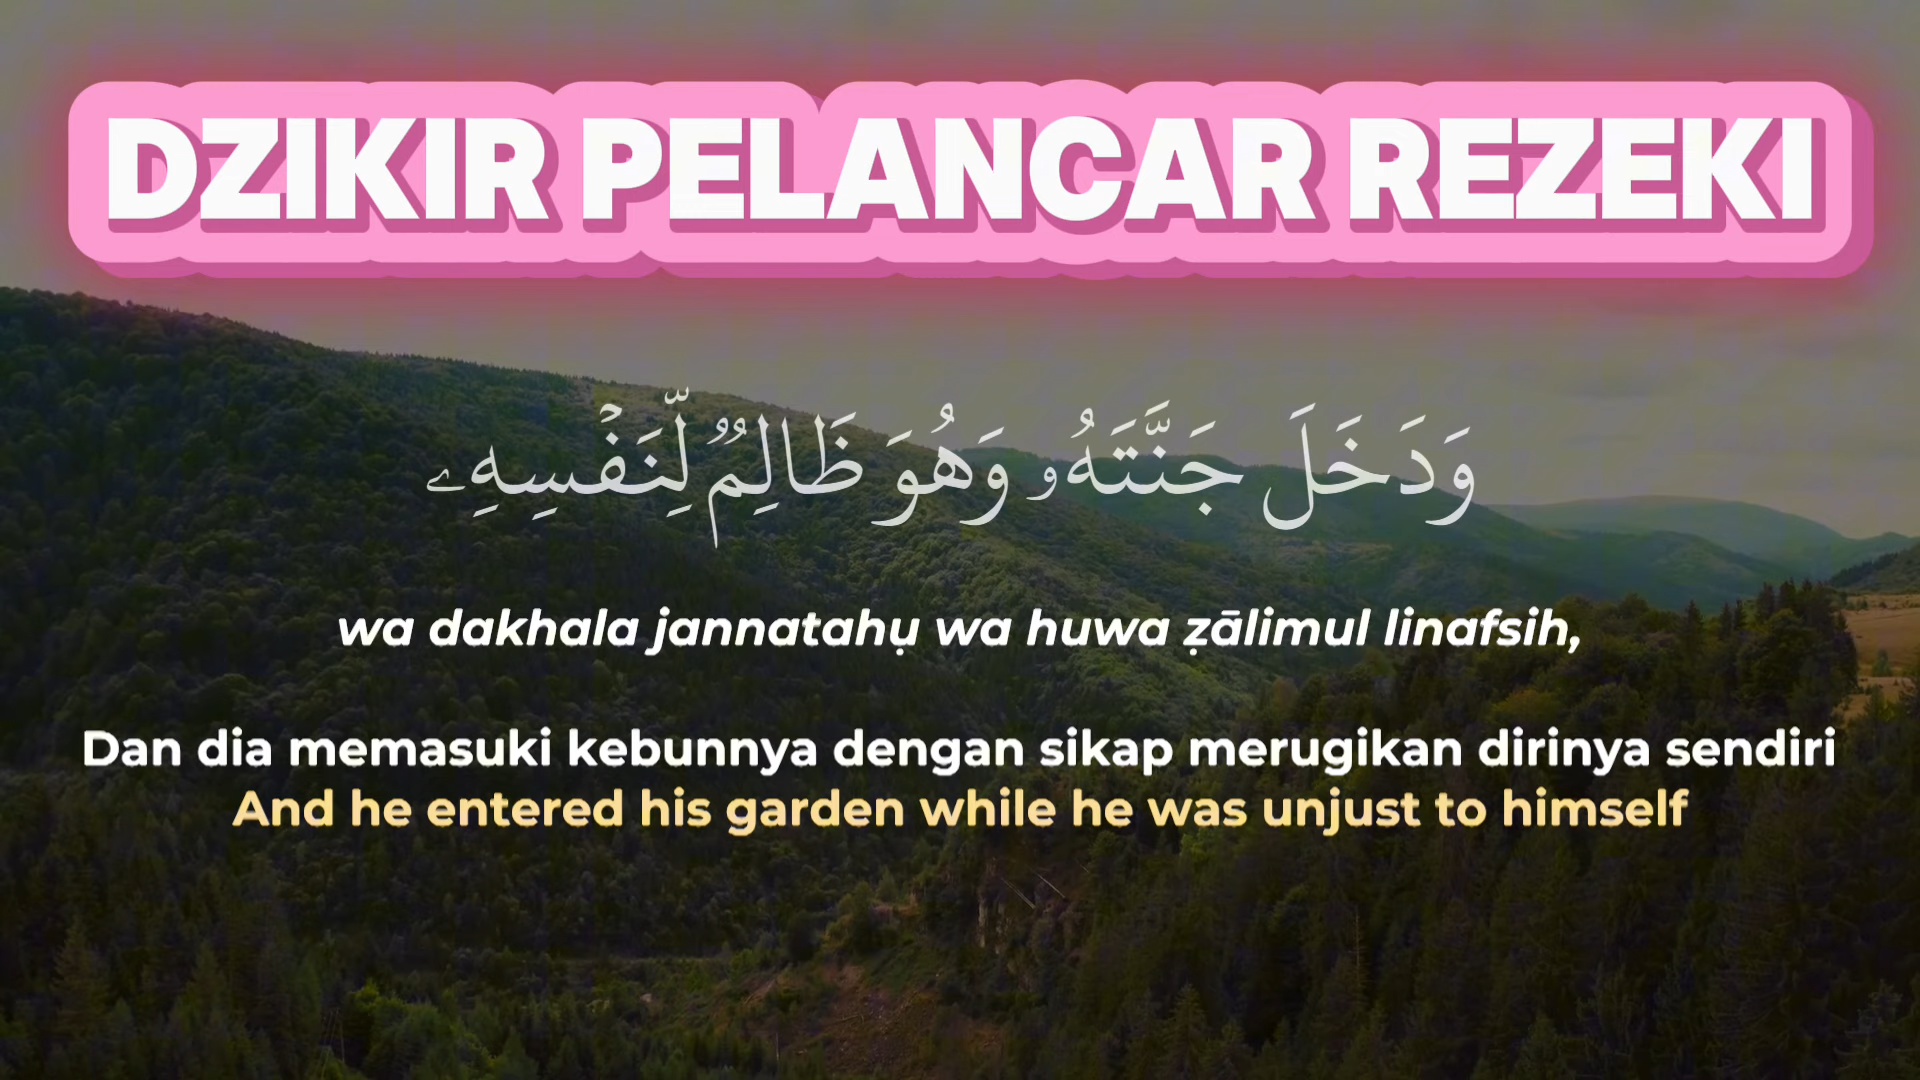 DZIKIR PELANCAR REZEKI
وَدَخَلَ جَنَّتَهُۥ وَهُوَ ظَالِمٌۭ لِّنَفْسِهِۦ
wa dakhala jannatahụ wa huwa ẓālimul linafsih,
Dan dia memasuki kebunnya dengan sikap merugikan dirinya sendiri
And he entered his garden while he was unjust to himself